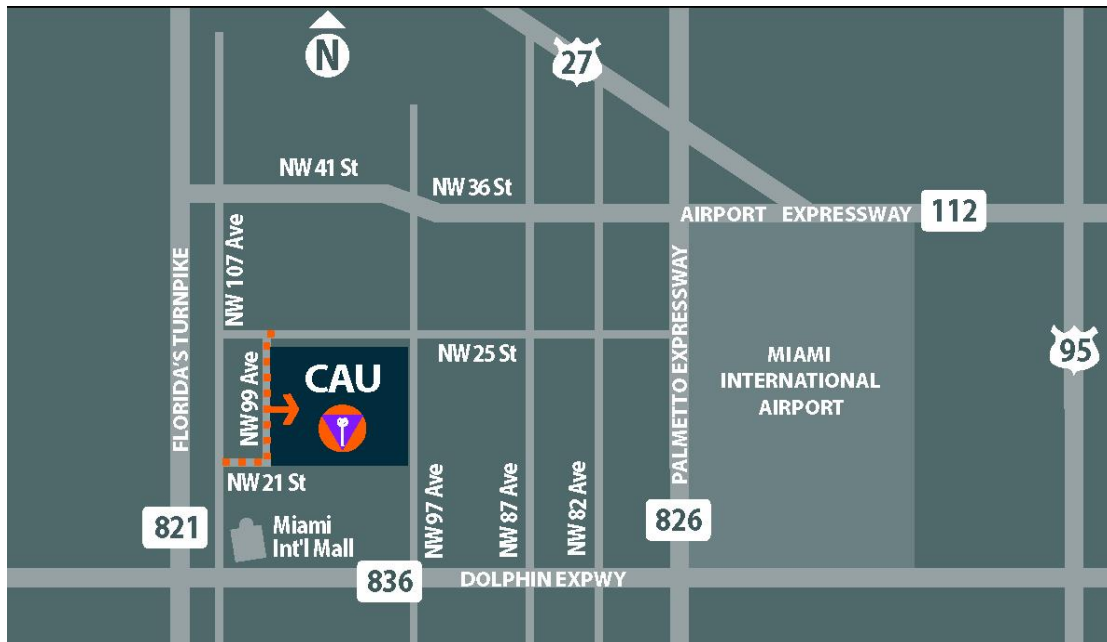 N
27
NW 41 St
NW 36 St
AIRPORT EXPRESSWAY
112
NW 107 Ave
FLORIDA'S TURNPIKE
PALMETTO EXPRESSWAY
NW 25 St
MIAMI
INTERNATIONAL
AIRPORT
95
CAU
NW 99 Ave
NW 21 St
NW 97 Ave
NW 87 Ave
NW 82 Ave
821
Miami
Int'l Mall
826
836
DOLPHIN EXPWY